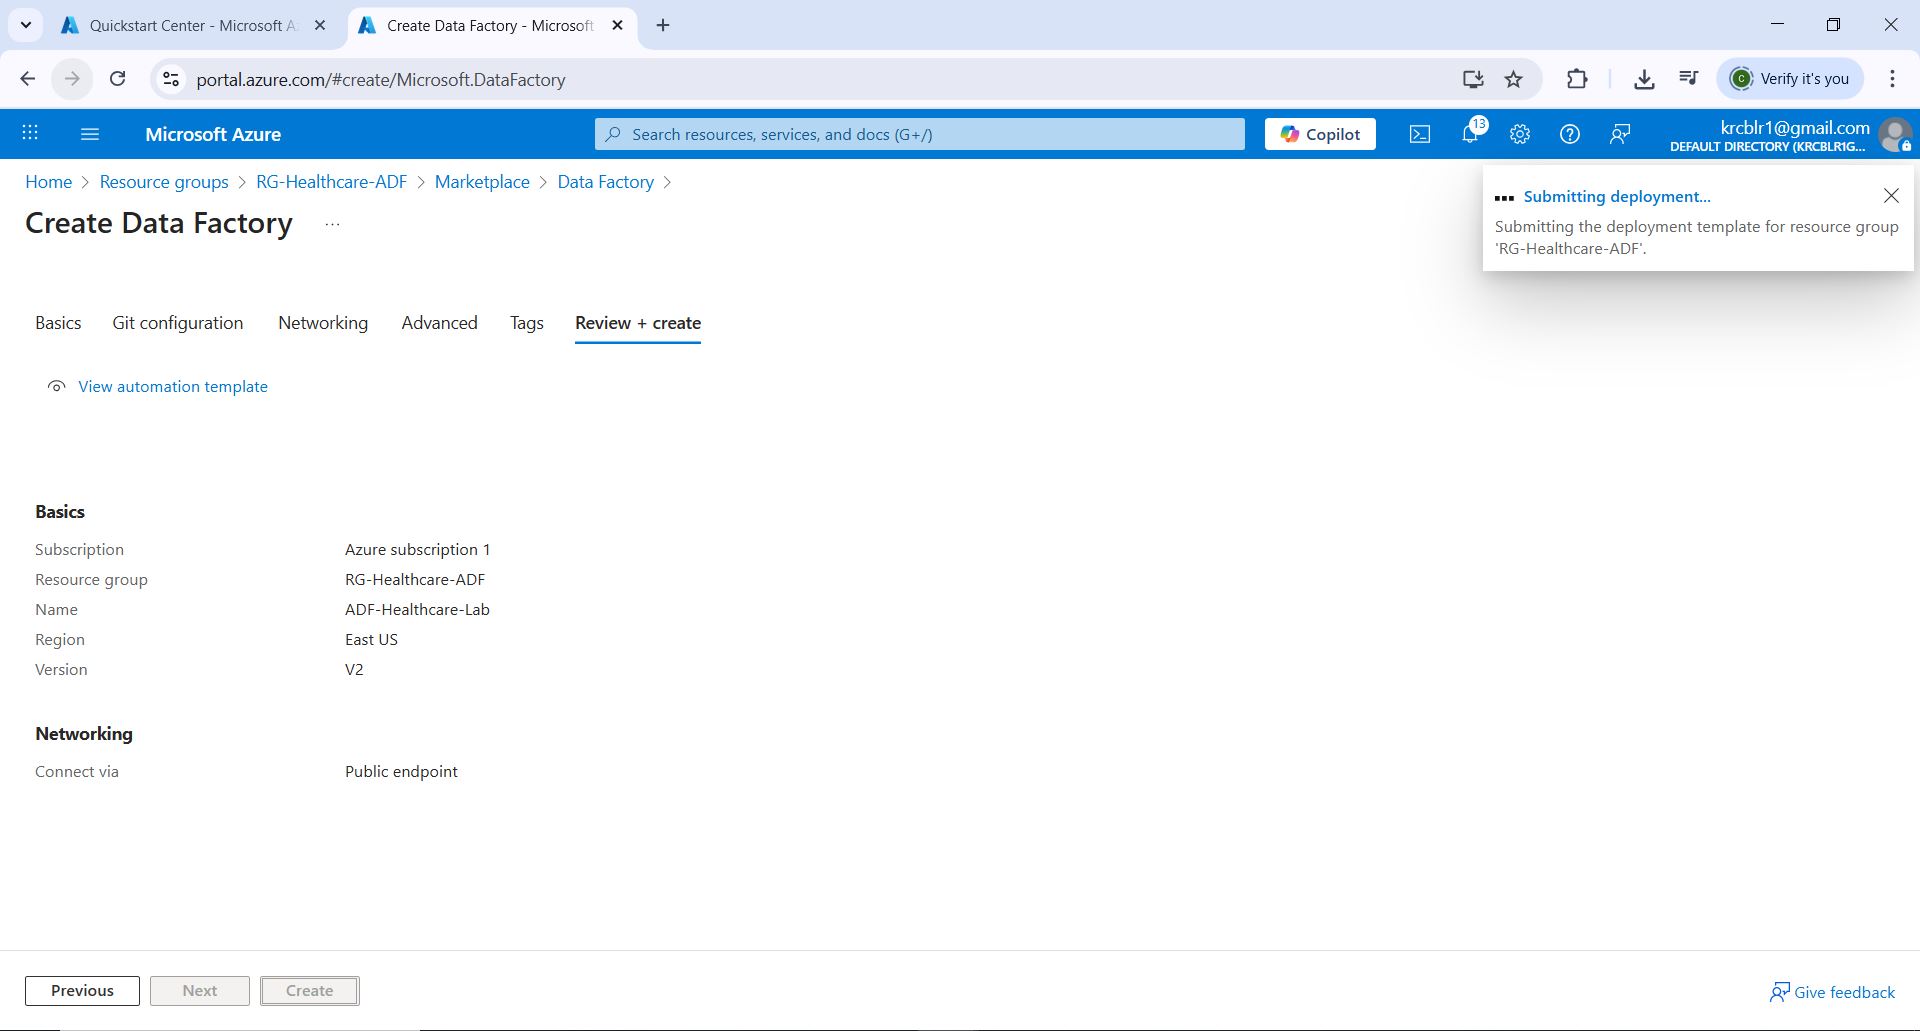 Quickstart Center - Microsoft A
Create Data Factory - Microsoft
portal.azure.com/#create/Microsoft.DataFactory
C
Verify it's you
Microsoft Azure
Search resources, services, and docs (G+/)
Copilot
13
krcblr1@gmail.com
DEFAULT DIRECTORY (KRCBLR1G...
Home > Resource groups > RG-Healthcare-ADF > Marketplace > Data Factory >
Create Data Factory ...
Submitting deployment...
Submitting the deployment template for resource group
'RG-Healthcare-ADF'.
Basics Git configuration Networking Advanced Tags Review + create
View automation template
Basics
Subscription Azure subscription 1
Resource group RG-Healthcare-ADF
Name ADF-Healthcare-Lab
Region East US
Version V2
Networking
Connect via Public endpoint
Previous Next Create
Give feedback